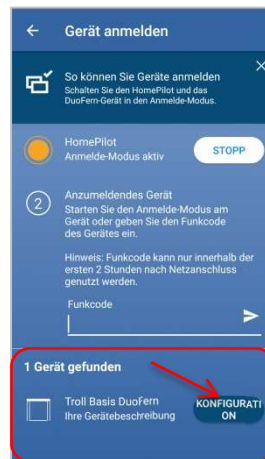 Gerät anmelden
So können Sie Geräte anmelden
Schalten Sie den HomePilot und das
DuoFern-Gerät in den Anmelde-Modus.
HomePilot
Anmelde-Modus aktiv
STOPP
2
Anzumeldendes Gerät
Starten Sie den Anmelde-Modus am
Gerät oder geben Sie den Funkcode
des Gerätes ein.
Hinweis: Funkcode kann nur innerhalb der
ersten 2 Stunden nach Netzanschluss
genutzt werden.
Funkcode
1 Gerät gefunden
Troll Basis DuoFern
Ihre Gerätebeschreibung
KONFIGURATI
ON